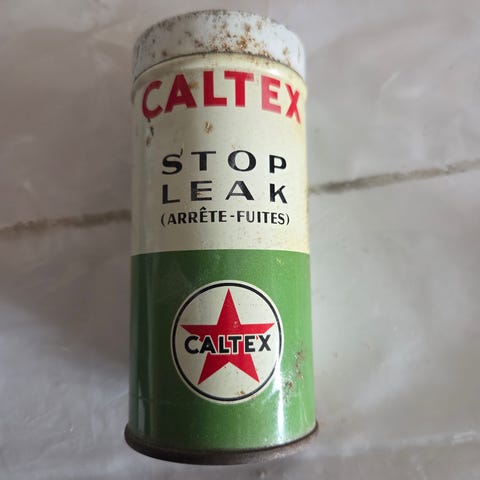 CALTEX
STOP
LEAK
(ARRÊTE-FUITES)
CALTEX